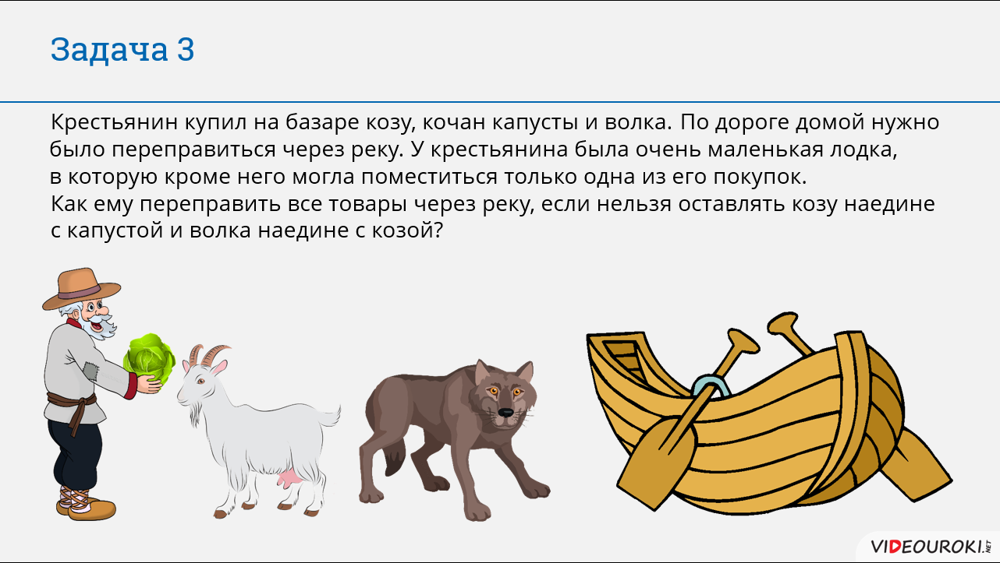 Задача 3
Крестьянин купил на базаре козу, кочан капусты и волка. По дороге домой нужно
было переправиться через реку. У крестьянина была очень маленькая лодка,
в которую кроме него могла поместиться только одна из его покупок.
Как ему переправить все товары через реку, если нельзя оставлять козу наедине
с капустой и волка наедине с козой?
VIDEOUROKI.NET